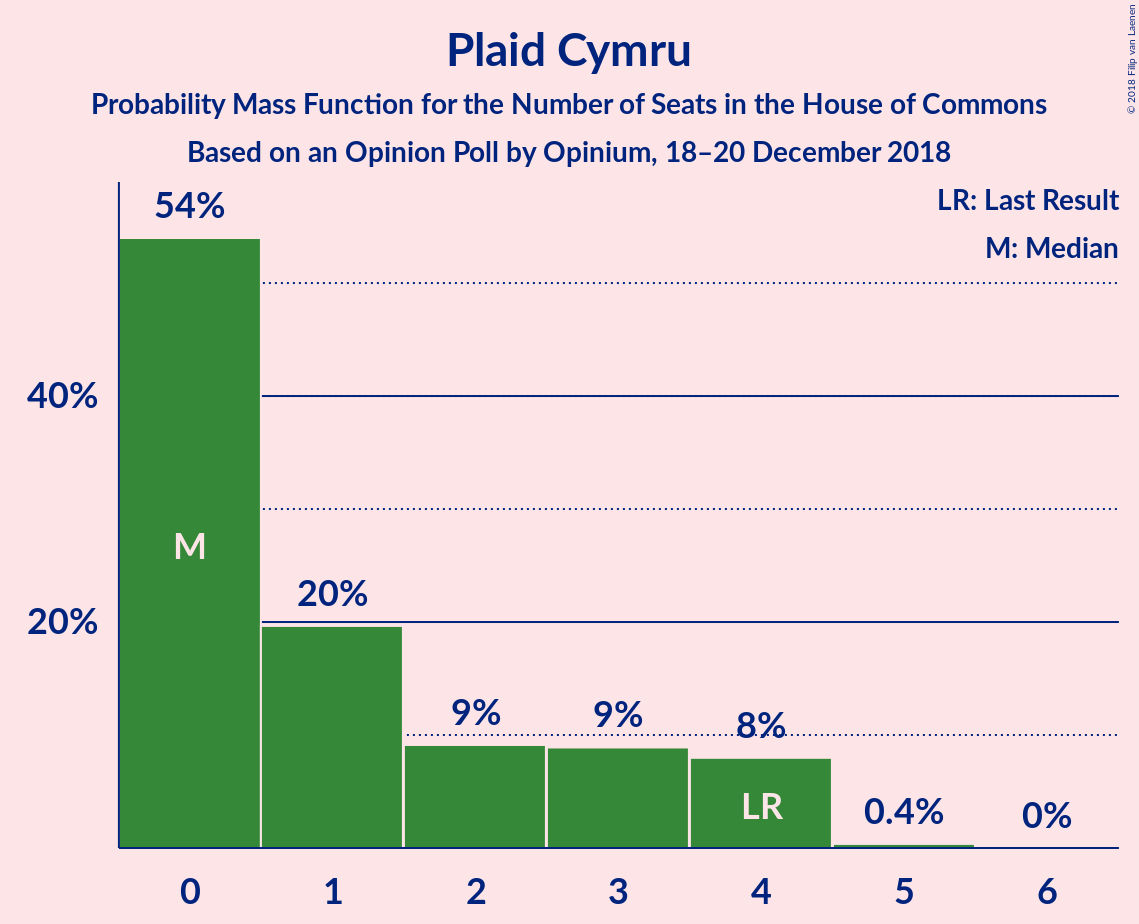 Plaid Cymru
Probability Mass Function for the Number of Seats in the House of Commons
Based on an Opinion Poll by Opinium, 18–20 December 2018
© 2018 Filip van Laenen
LR: Last Result
M: Median
54%
40%
M
20%
20%
9%
9%
8%
LR
0.4%
0%
0
1
2
3
4
5
6